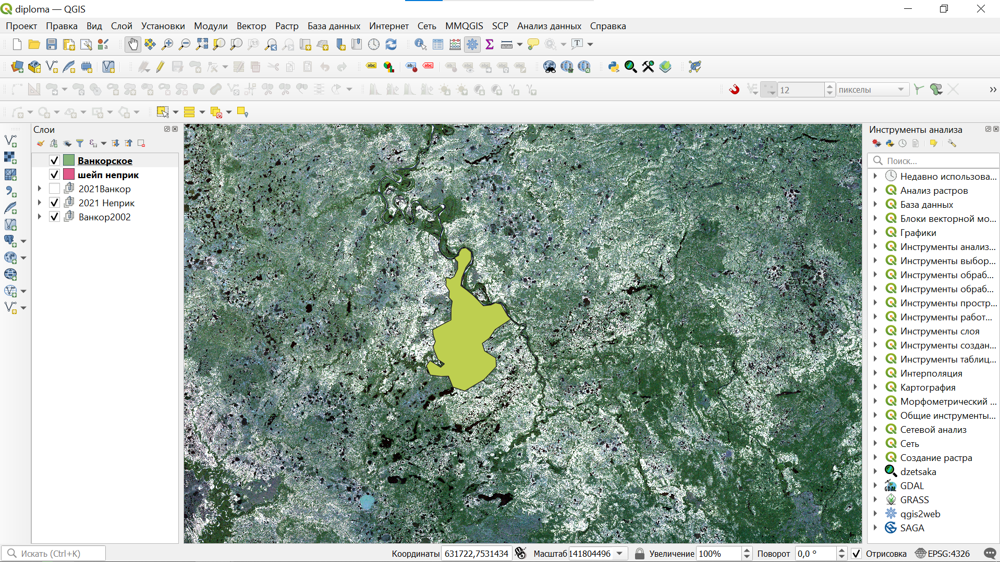 diploma — QGIS
Проект Правка Вид Слой Установки Модули Вектор Растр База данных Интернет Сеть MMQGIS SCP Анализ данных Справка
12
пикселы
Слои
Ванкорское
шейп неприк
2021Ванкор
2021 Неприк
Ванкор2002
Инструменты анализа
Поиск...
Недавно использова...
Анализ растров
База данных
Блоки векторной мо...
Графики
Инструменты анализ...
Инструменты выбор...
Инструменты обраб...
Инструменты обраб...
Инструменты простр...
Инструменты работ...
Инструменты слоя
Инструменты создан...
Инструменты таблиц...
Интерполяция
Картография
Морфометрический ...
Общие инструменты...
Сетевой анализ
Сеть
Создание растра
dzetsaka
GDAL
GRASS
qgis2web
SAGA
Искать (Ctrl+K)
Координаты 631722,7531434 Масштаб 141804496 Увеличение 100% Поворот 0,0 ° Отрисовка EPSG:4326